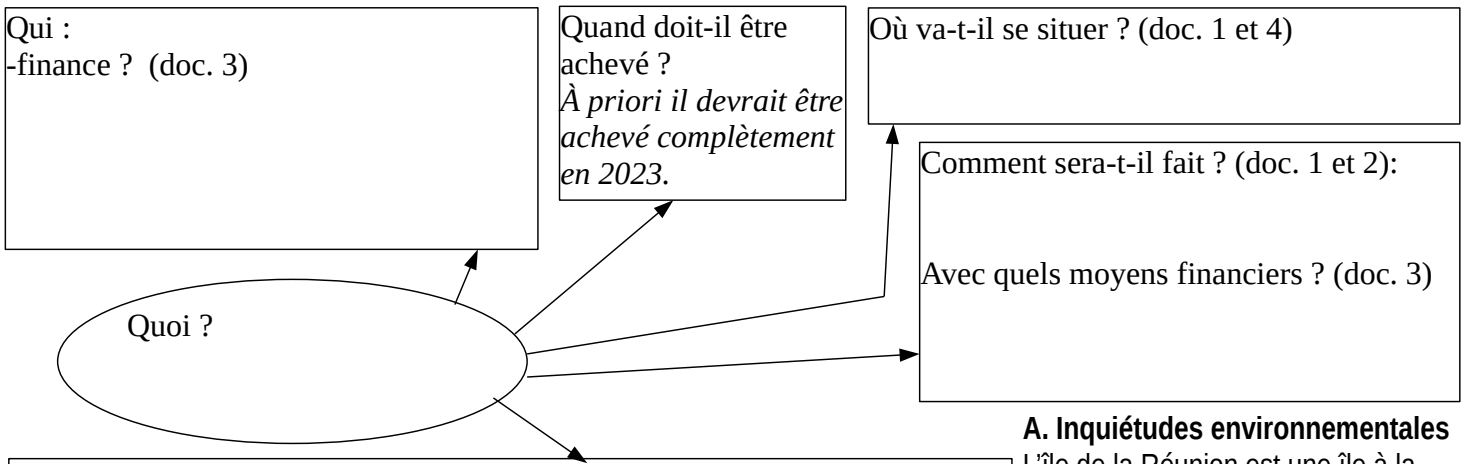 Qui :
-finance ?  (doc. 3)
Quand doit-il être
achevé ?
À priori il devrait être
achevé complètement
en 2023.
Où va-t-il se situer ? (doc. 1 et 4)
Comment sera-t-il fait ? (doc. 1 et 2):
Avec quels moyens financiers ? (doc. 3)
Quoi ?
A. Inquiétudes environnementales
L'île de la Réunion est une île à la